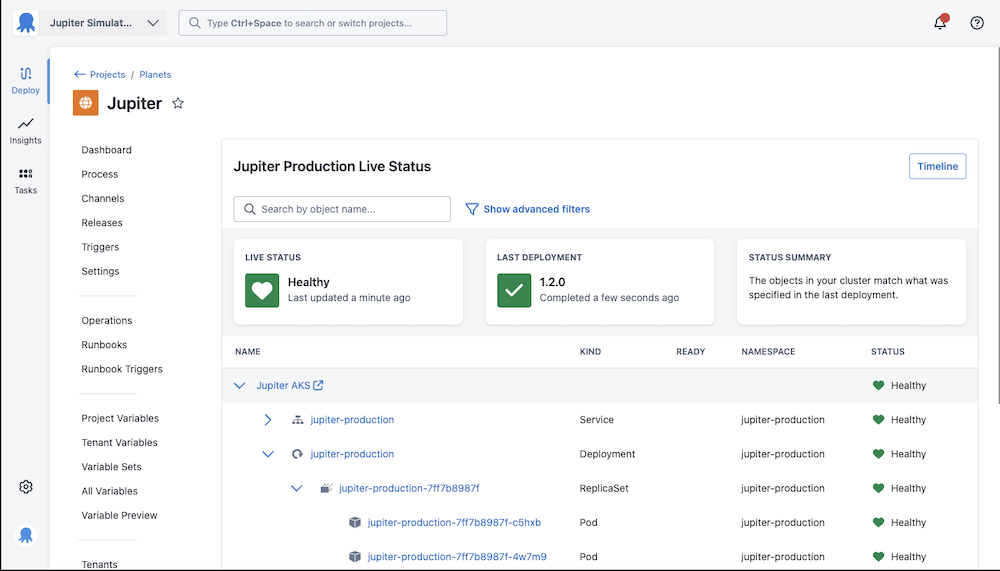 Jupiter Simulat...
Type Ctrl+Space to search or switch projects...
Deploy
Insights
Tasks
Projects / Planets
Jupiter
Dashboard
Process
Channels
Releases
Triggers
Settings
Operations
Runbooks
Runbook Triggers
Project Variables
Tenant Variables
Variable Sets
All Variables
Variable Preview
Tenants
Jupiter Production Live Status
Timeline
Search by object name...
Show advanced filters
LIVE STATUS
Healthy
Last updated a minute ago
LAST DEPLOYMENT
1.2.0
Completed a few seconds ago
STATUS SUMMARY
The objects in your cluster match what was
specified in the last deployment.
NAME KIND READY NAMESPACE STATUS
Jupiter AKS Healthy
jupiter-production Service jupiter-production Healthy
jupiter-production Deployment jupiter-production Healthy
jupiter-production-7ff7b8987f ReplicaSet jupiter-production Healthy
jupiter-production-7ff7b8987f-c5hxb Pod jupiter-production Healthy
jupiter-production-7ff7b8987f-4w7m9 Pod jupiter-production Healthy